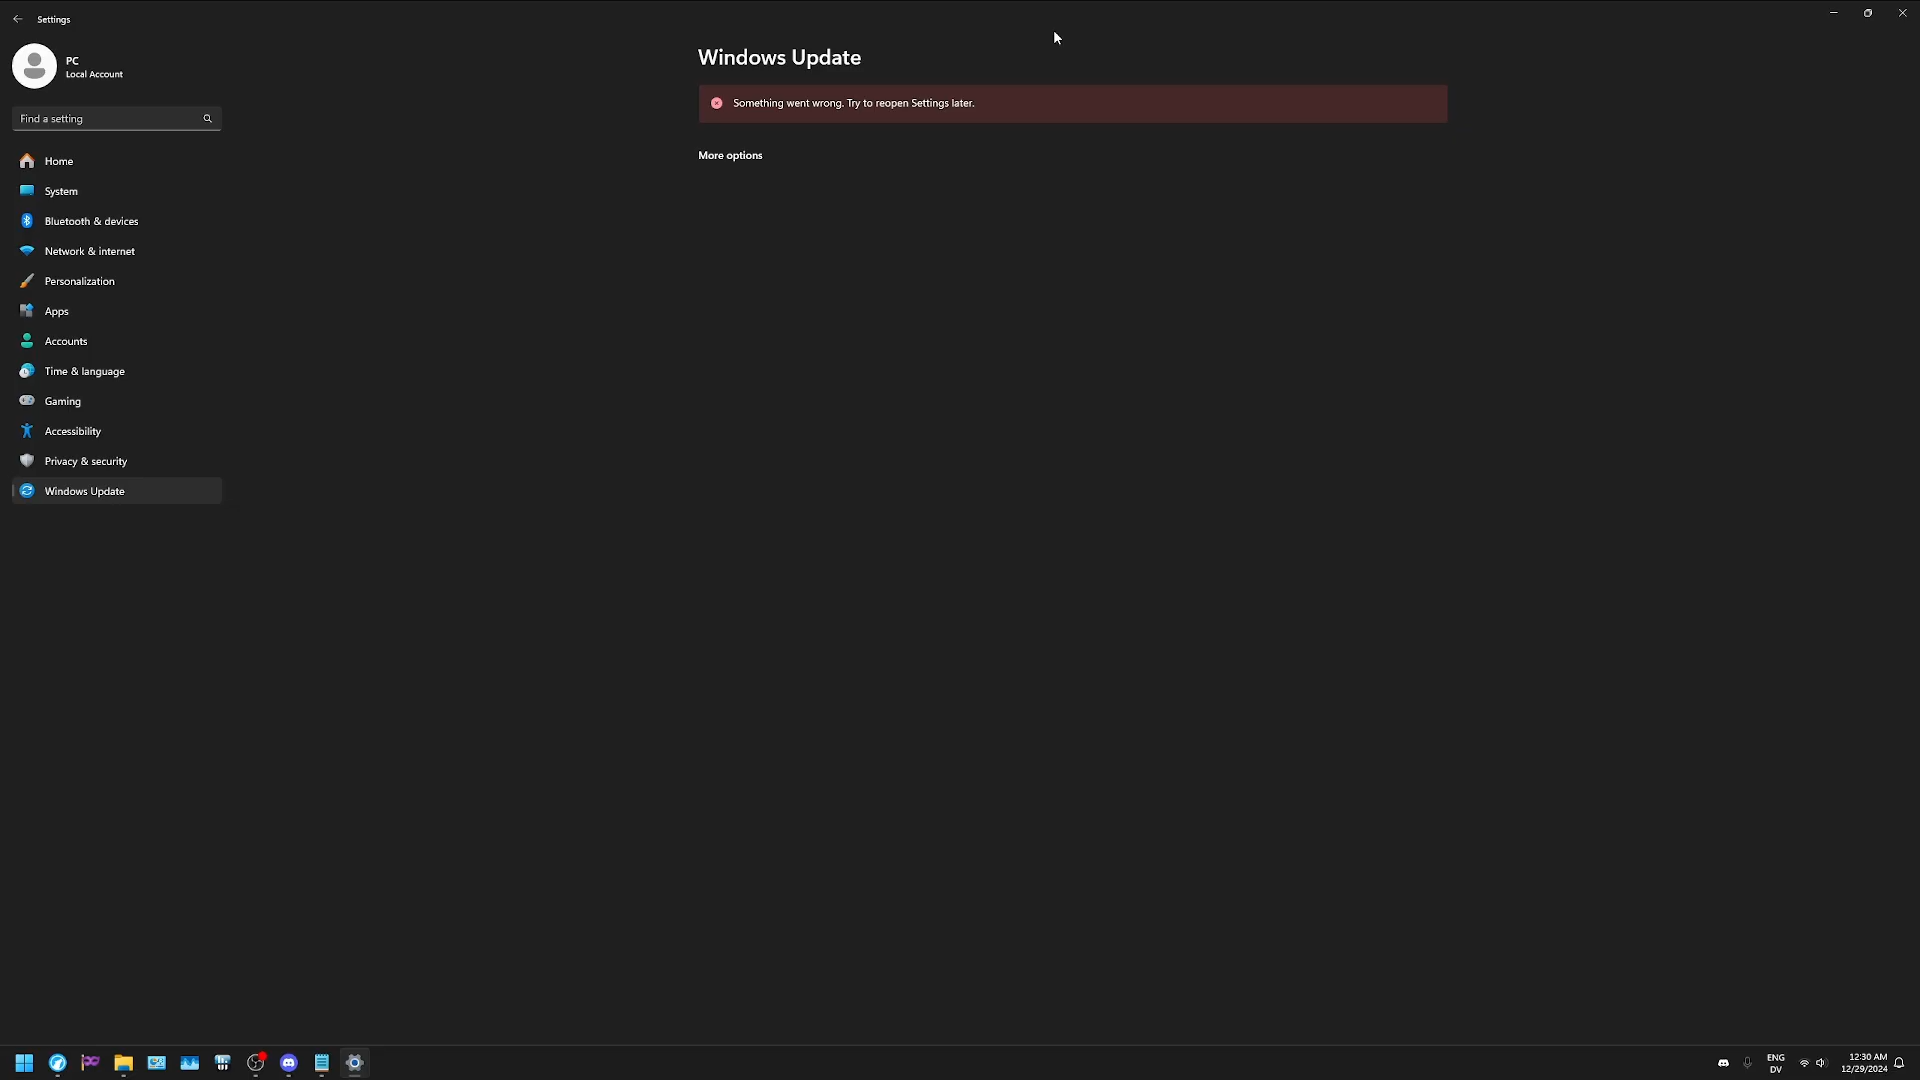 Settings
PC
Local Account
Find a setting
Home
System
Bluetooth & devices
Network & internet
Personalization
Apps
Accounts
Time & language
Gaming
Accessibility
Privacy & security
Windows Update
Windows Update
Something went wrong. Try to reopen Settings later.
More options
ENG
DV
12:30 AM
12/29/2024